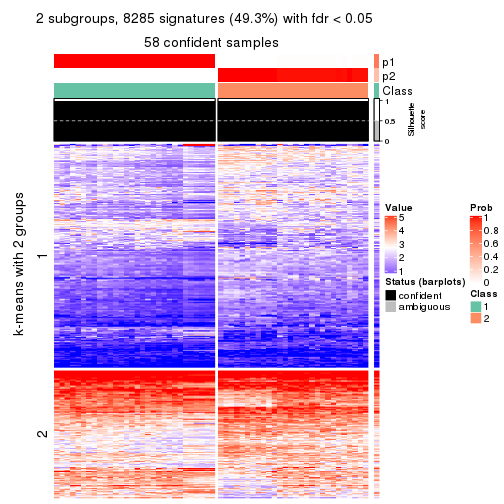 2 subgroups, 8285 signatures (49.3%) with fdr < 0.05
58 confident samples
p1
p2
Class
1
0.5
0
Silhouette
score
k-means with 2 groups
1
2
Value
5
4
3
2
1
Prob
1
0.8
0.6
0.4
0.2
0
Status (barplots)
confident
ambiguous
Class
1
2